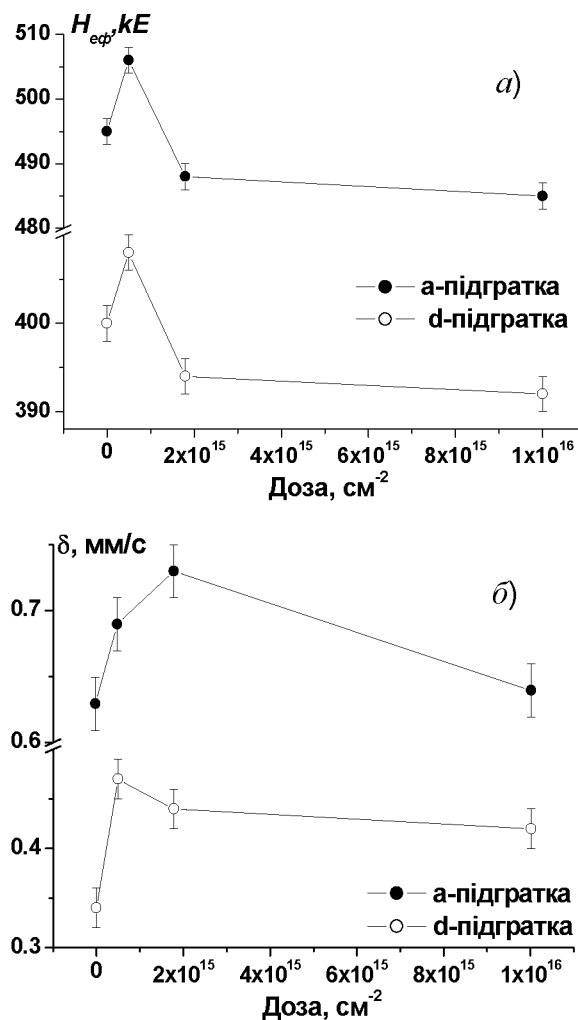 H_еф, kE
510
а)
500
490
480
а-підгратка
d-підгратка
400
390
0 2x10^15 4x10^15 6x10^15 8x10^15 1x10^16
Доза, см^-2
δ, мм/с
б)
0.7
0.6
0.4
а-підгратка
d-підгратка
0.3
0 2x10^15 4x10^15 6x10^15 8x10^15 1x10^16
Доза, см^-2